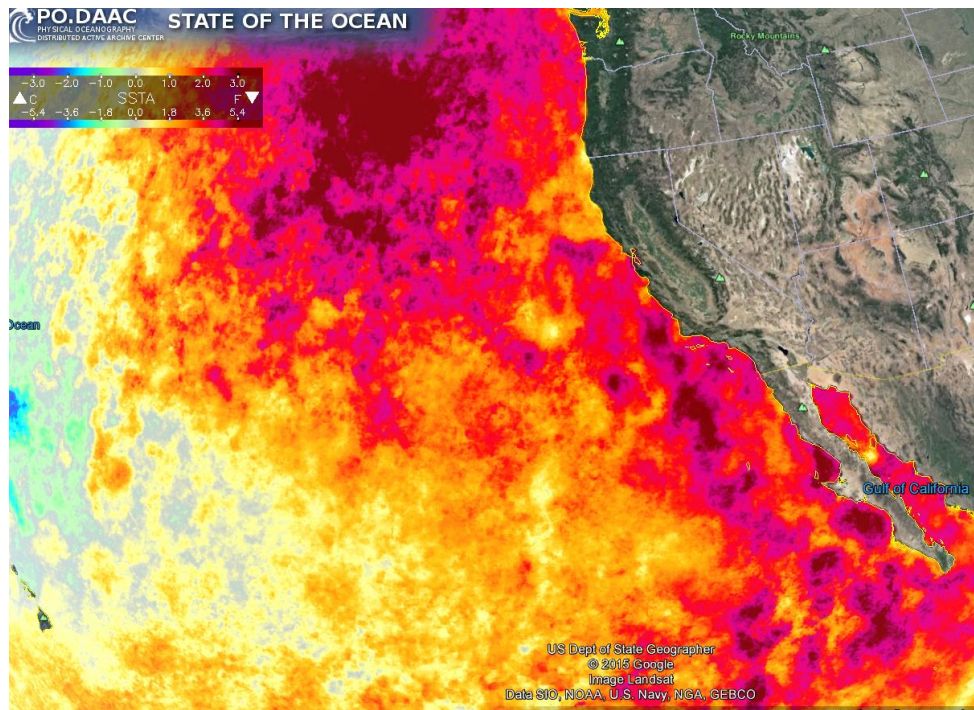 PO.DAAC
PHYSICAL OCEANOGRAPHY
DISTRIBUTED ACTIVE ARCHIVE CENTER
STATE OF THE OCEAN
Rocky Mountains
-3.0 -2.0 -1.0 0.0 1.0 2.0 3.0
C SSTA F
-5.4 -3.6 -1.8 0.0 1.8 3.6 5.4
Ocean
Gulf of California
US Dept of State Geographer
© 2015 Google
Image Landsat
Data SIO, NOAA, U.S. Navy, NGA, GEBCO